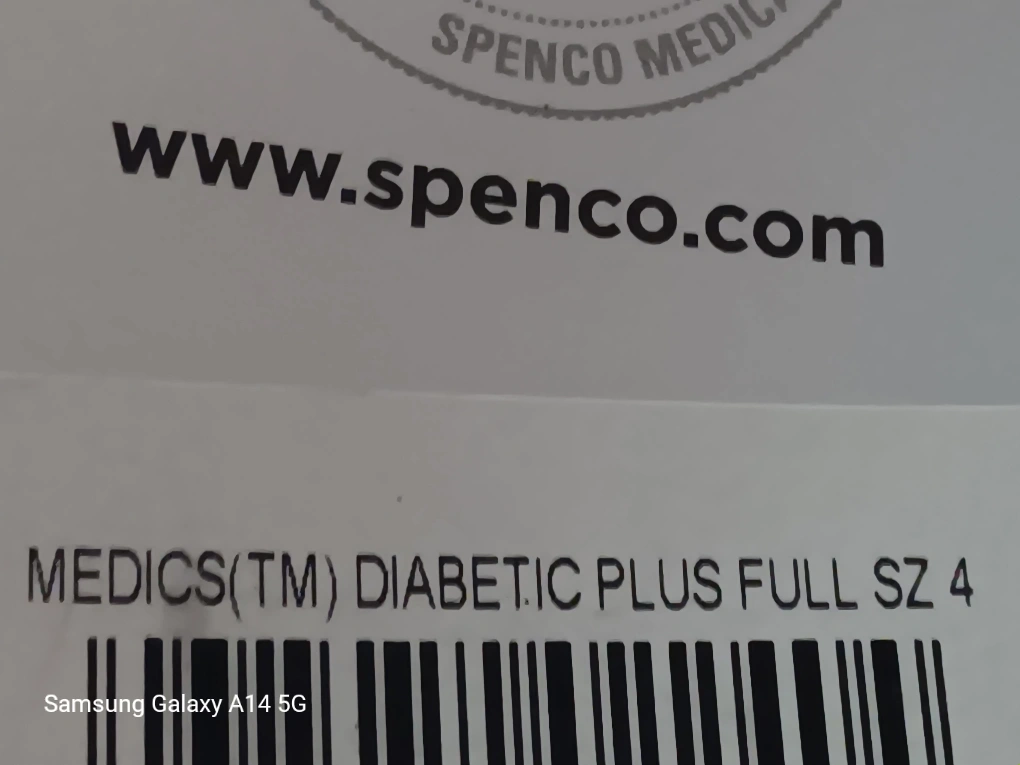 SPENCO MEDIC
www.spenco.com
MEDICS(TM) DIABETIC PLUS FULL SZ 4
Samsung Galaxy A14 5G